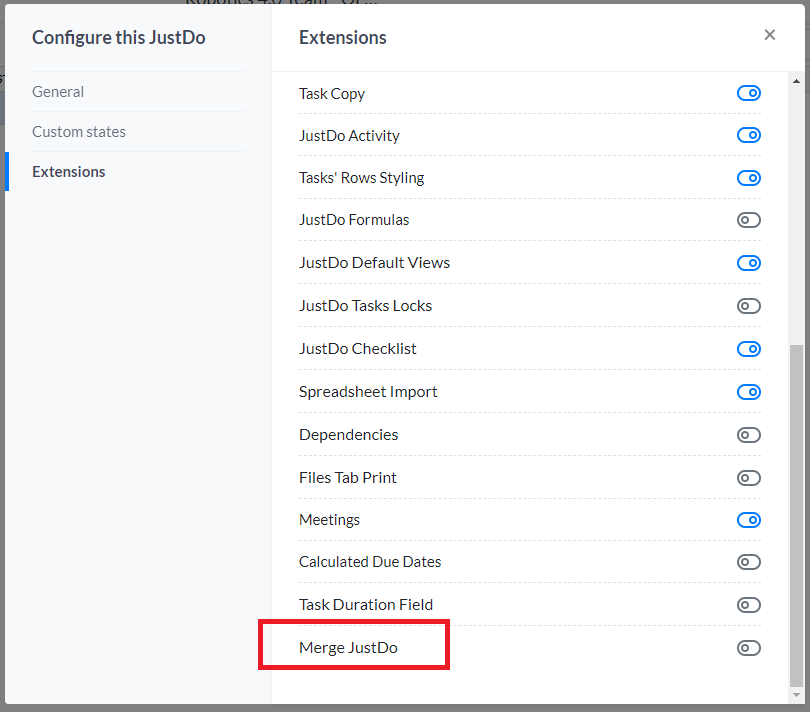 Configure this JustDo
General
Custom states
Extensions
Extensions
Task Copy
JustDo Activity
Tasks' Rows Styling
JustDo Formulas
JustDo Default Views
JustDo Tasks Locks
JustDo Checklist
Spreadsheet Import
Dependencies
Files Tab Print
Meetings
Calculated Due Dates
Task Duration Field
Merge JustDo